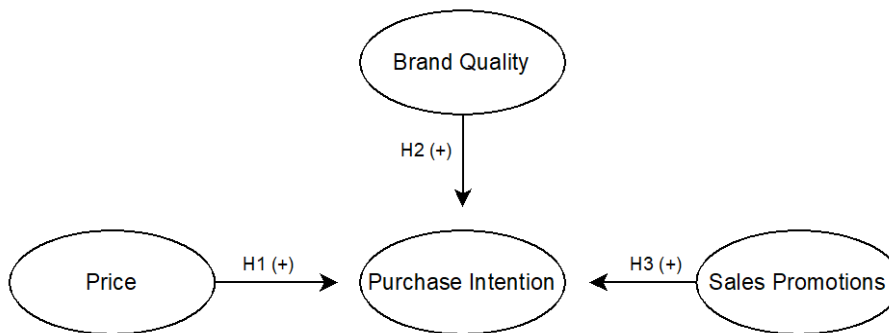 Brand Quality
H2 (+)
H1 (+)
H3 (+)
Price
Purchase Intention
Sales Promotions